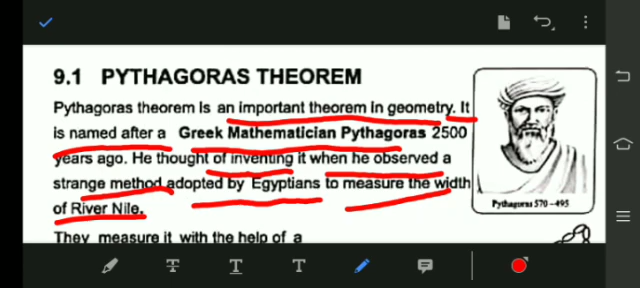 9.1 PYTHAGORAS THEOREM
Pythagoras theorem is an important theorem in geometry. It
is named after a Greek Mathematician Pythagoras 2500
years ago. He thought of inventing it when he observed a
strange method adopted by Egyptians to measure the width
of River Nile.
Pythagoras 570 - 495
They measure it with the help of a
T T T